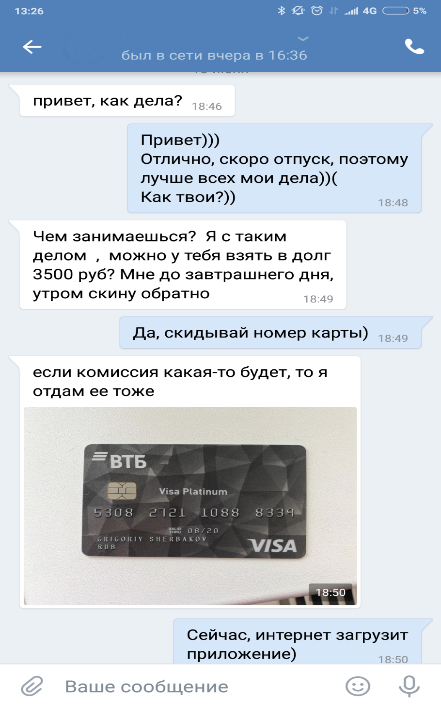 13:26
4G
5%
был в сети вчера в 16:36
привет, как дела?
18:46
Привет)))
Отлично, скоро отпуск, поэтому
лучше всех мои дела))(
Как твои?))
18:48
Чем занимаешься? Я с таким
делом , можно у тебя взять в долг
3500 руб? Мне до завтрашнего дня,
утром скину обратно
18:49
Да, скидывай номер карты)
18:49
если комиссия какая-то будет, то я
отдам ее тоже
ВТБ
Visa Platinum
5308 2721 1088 8334
08/20
GRIGORIY SHERBAKOV
RUB
VISA
18:50
Сейчас, интернет загрузит
приложение)
18:50
Ваше сообщение